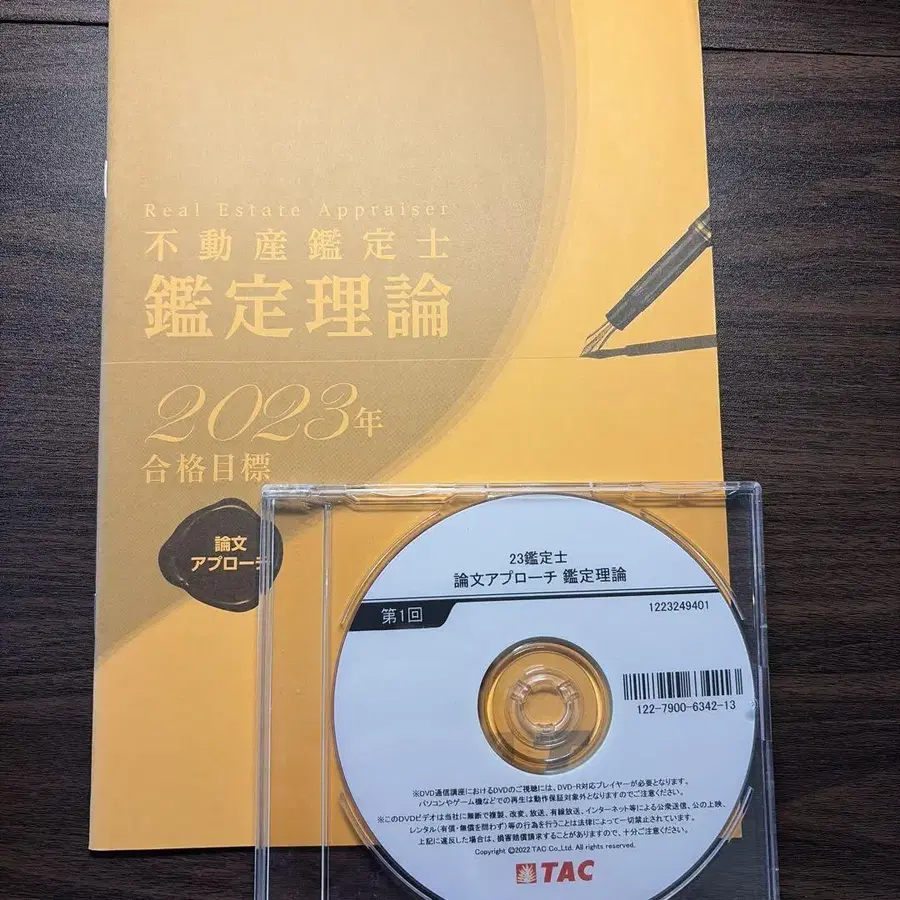 Real Estate Appraiser
不動産鑑定士
鑑定理論
2023年
合格目標
論文
アプローチ
23鑑定士
論文アプローチ 鑑定理論
第1回
1223249401
122-7900-6342-13
※DVD通信講座におけるDVDのご視聴には、DVD-R対応プレイヤーが必要となります。
パソコンやゲーム機などでの再生は動作保証対象外となりますのでご注意ください。
※このDVDビデオは当社に無断で複製、改変、放送、有線放送、インターネット等による公衆送信、公の上映、
レンタル(有償・無償を問わず)等の行為を行うことは法律によって一切禁止されています。
上記に違反した場合は、損害賠償請求することがありますので、十分ご注意ください。
Copyright ©2022 TAC Co.,Ltd. All rights reserved.
TAC